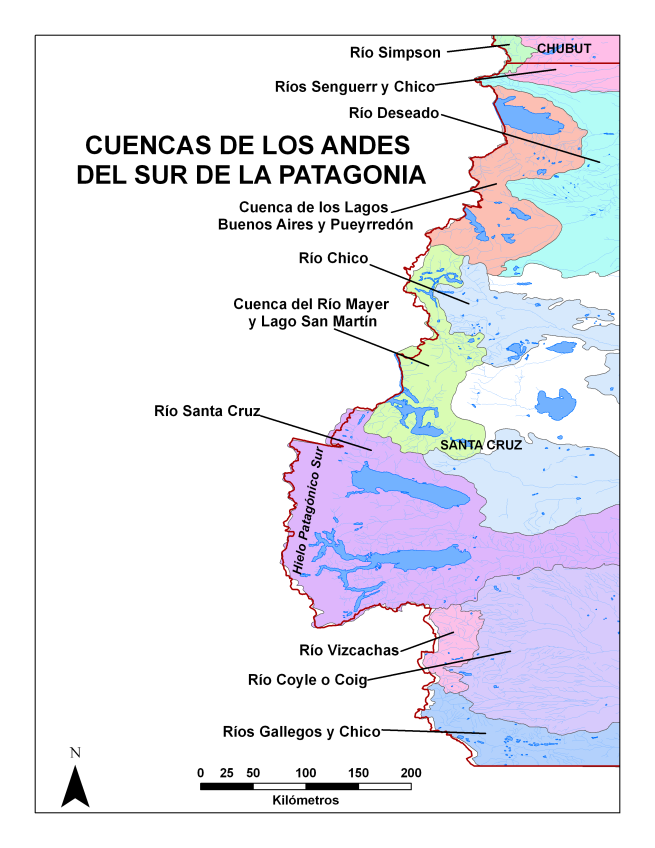 Río Simpson
CHUBUT
Ríos Senguerr y Chico
Río Deseado
CUENCAS DE LOS ANDES
DEL SUR DE LA PATAGONIA
Cuenca de los Lagos
Buenos Aires y Pueyrredón
Río Chico
Cuenca del Río Mayer
y Lago San Martín
Río Santa Cruz
SANTA CRUZ
Hielo Patagónico Sur
Río Vizcachas
Río Coyle o Coig
Ríos Gallegos y Chico
N
0 25 50 100 150 200
Kilómetros